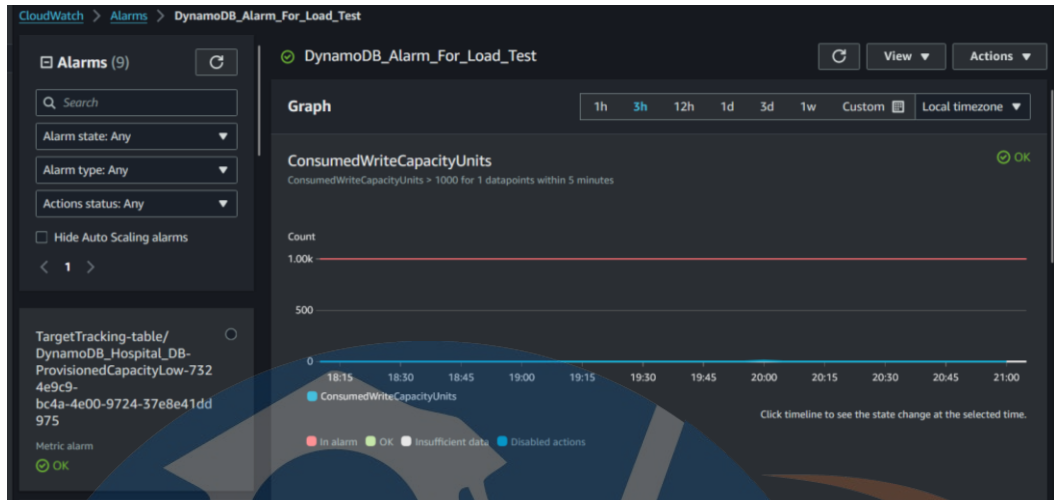 CloudWatch > Alarms > DynamoDB_Alarm_For_Load_Test
Alarms (9)
Search
Alarm state: Any
Alarm type: Any
Actions status: Any
Hide Auto Scaling alarms
< 1 >
TargetTracking-table/
DynamoDB_Hospital_DB-
ProvisionedCapacityLow-732
4e9c9-
bc4a-4e00-9724-37e8e41dd
975
Metric alarm
OK
DynamoDB_Alarm_For_Load_Test
View
Actions
Graph
1h 3h 12h 1d 3d 1w Custom Local timezone
ConsumedWriteCapacityUnits
OK
ConsumedWriteCapacityUnits > 1000 for 1 datapoints within 5 minutes
Count
1.00k
500
0
18:15 18:30 18:45 19:00 19:15 19:30 19:45 20:00 20:15 20:30 20:45 21:00
ConsumedWriteCapacityUnits
Click timeline to see the state change at the selected time.
In alarm OK Insufficient data Disabled actions